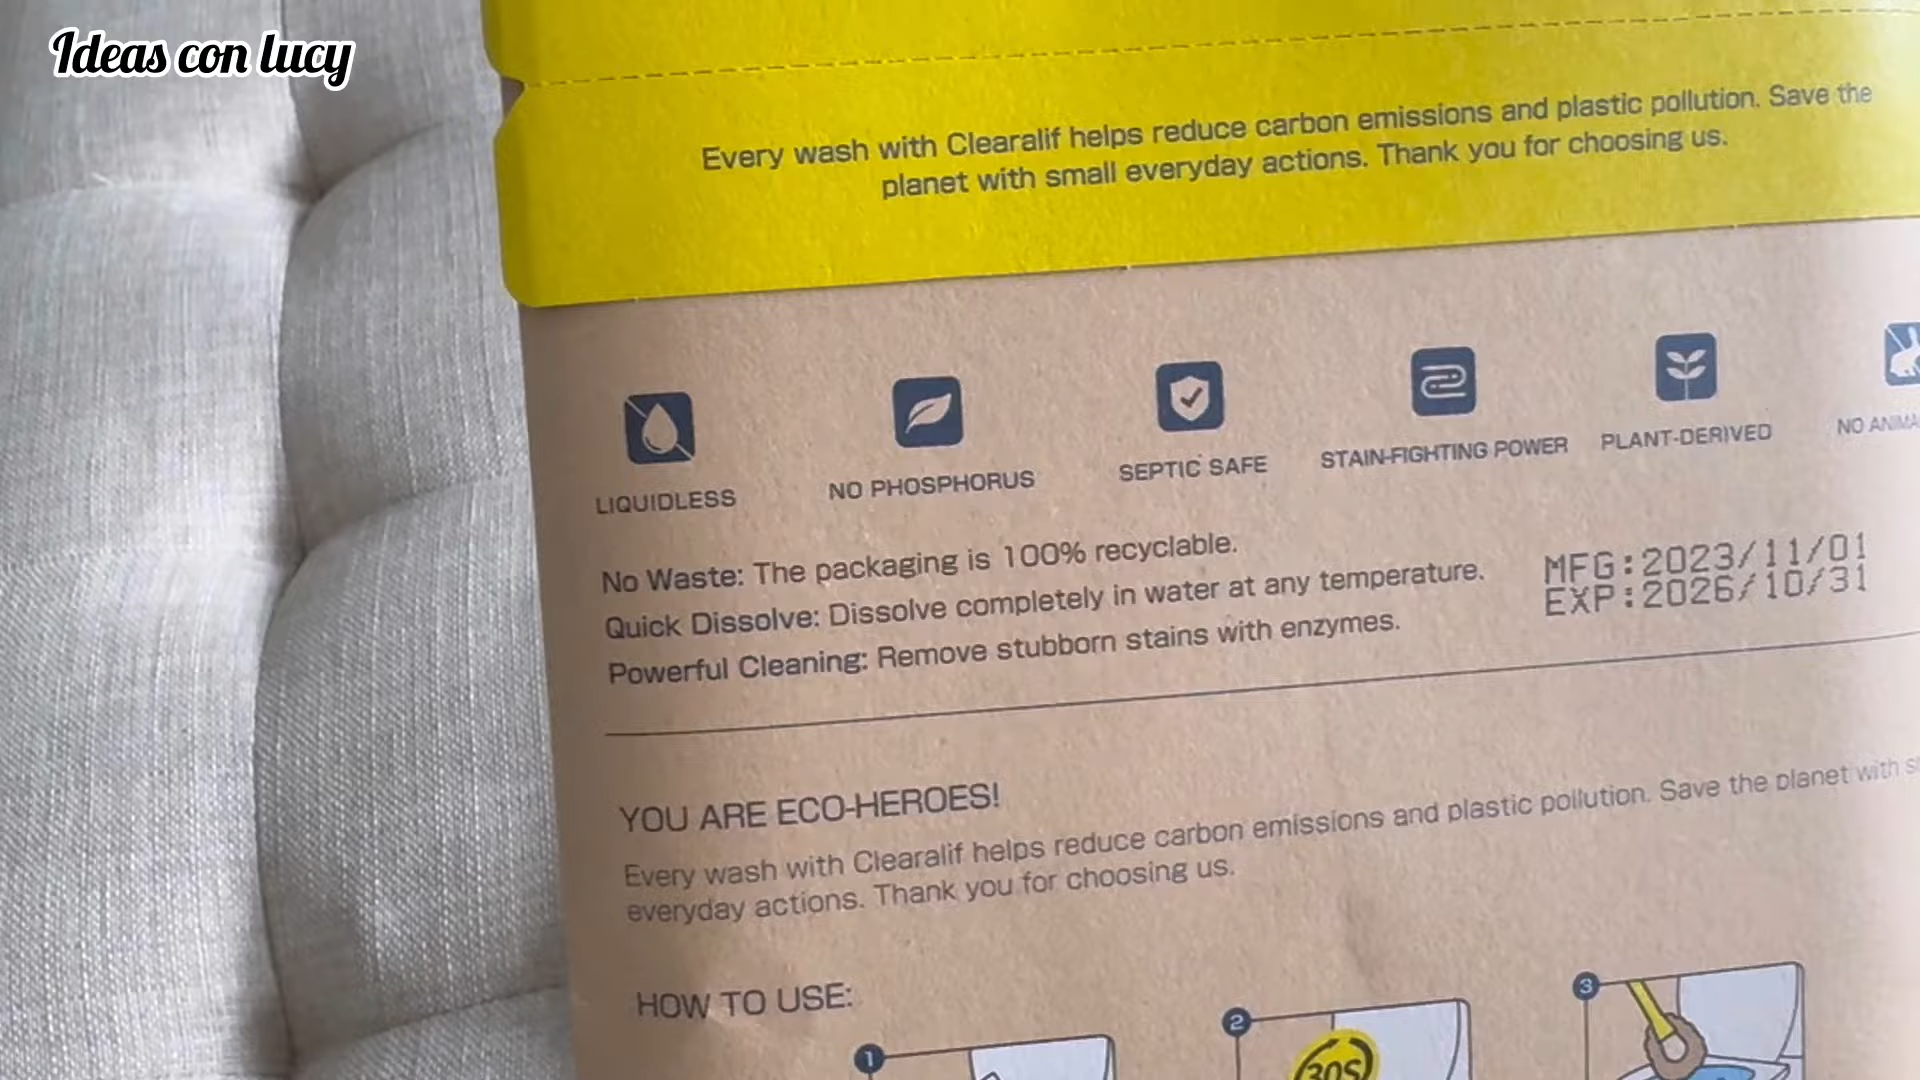 Ideas con lucy
Every wash with Clearalif helps reduce carbon emissions and plastic pollution. Save the
planet with small everyday actions. Thank you for choosing us.
LIQUIDLESS
NO PHOSPHORUS
SEPTIC SAFE
STAIN-FIGHTING POWER
PLANT-DERIVED
NO
No Waste: The packaging is 100% recyclable.
Quick Dissolve: Dissolve completely in water at any temperature.
Powerful Cleaning: Remove stubborn stains with enzymes.
MFG:2023/11/01
EXP:2026/10/31
YOU ARE ECO-HEROES!
Every wash with Clearalif helps reduce carbon emissions and plastic pollution. Save the planet with
everyday actions. Thank you for choosing us.
HOW TO USE:
1
2
3
30S